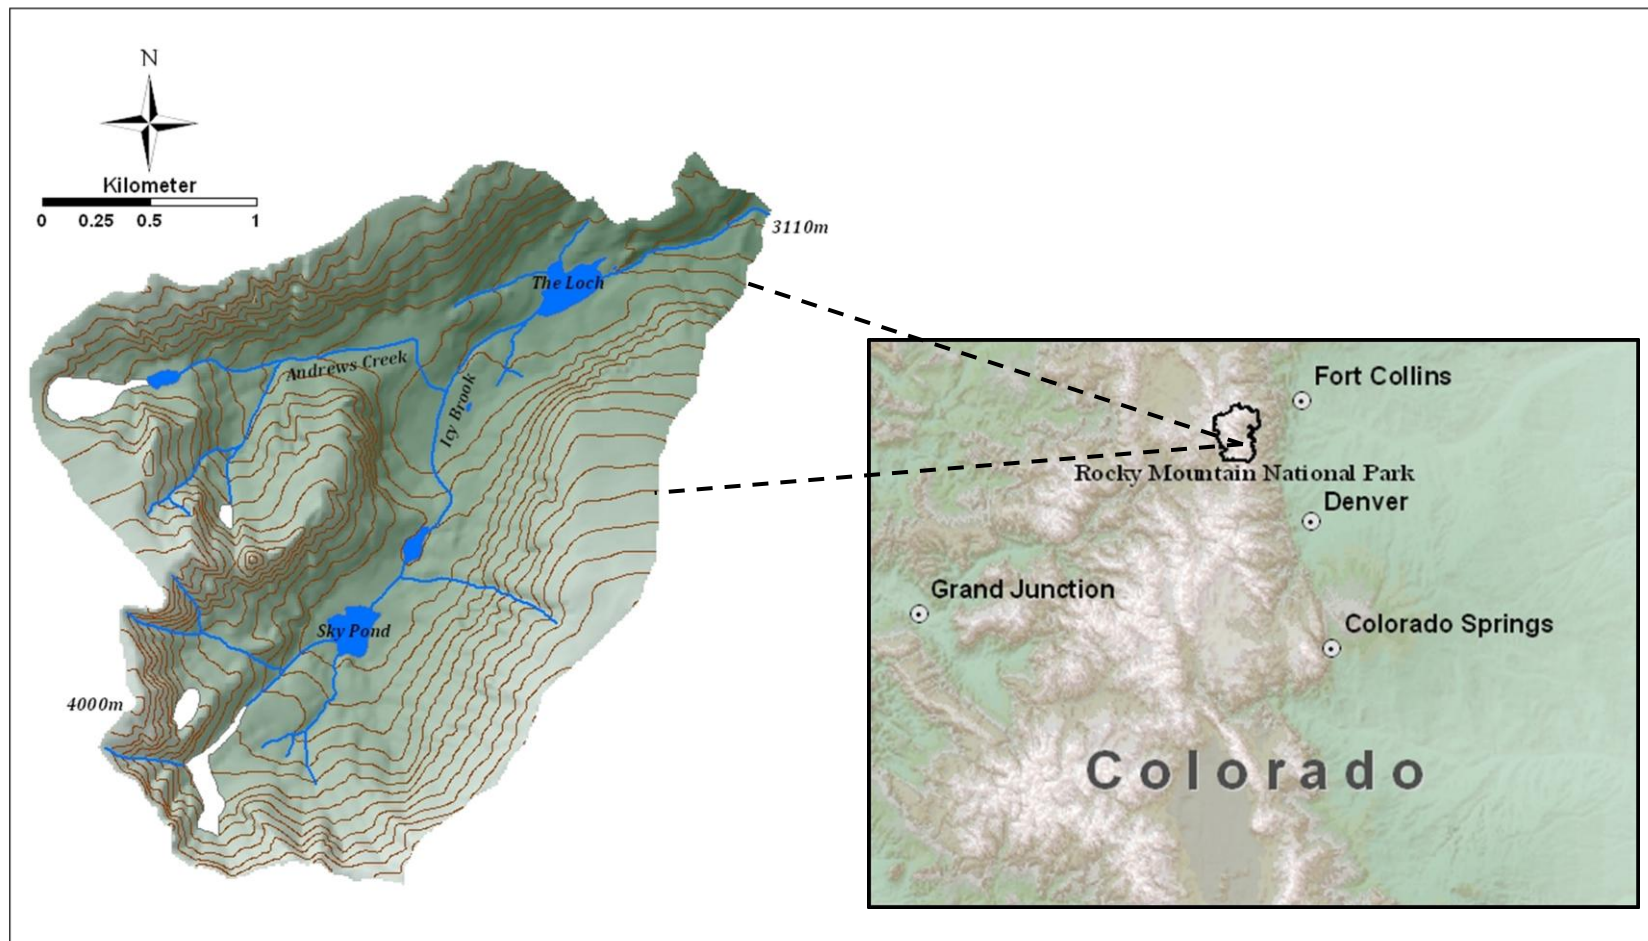 N
Kilometer
0 0.25 0.5 1
3110m
The Loch
Andrews Creek
Icy Brook
Sky Pond
4000m
Fort Collins
Rocky Mountain National Park
Denver
Grand Junction
Colorado Springs
Colorado